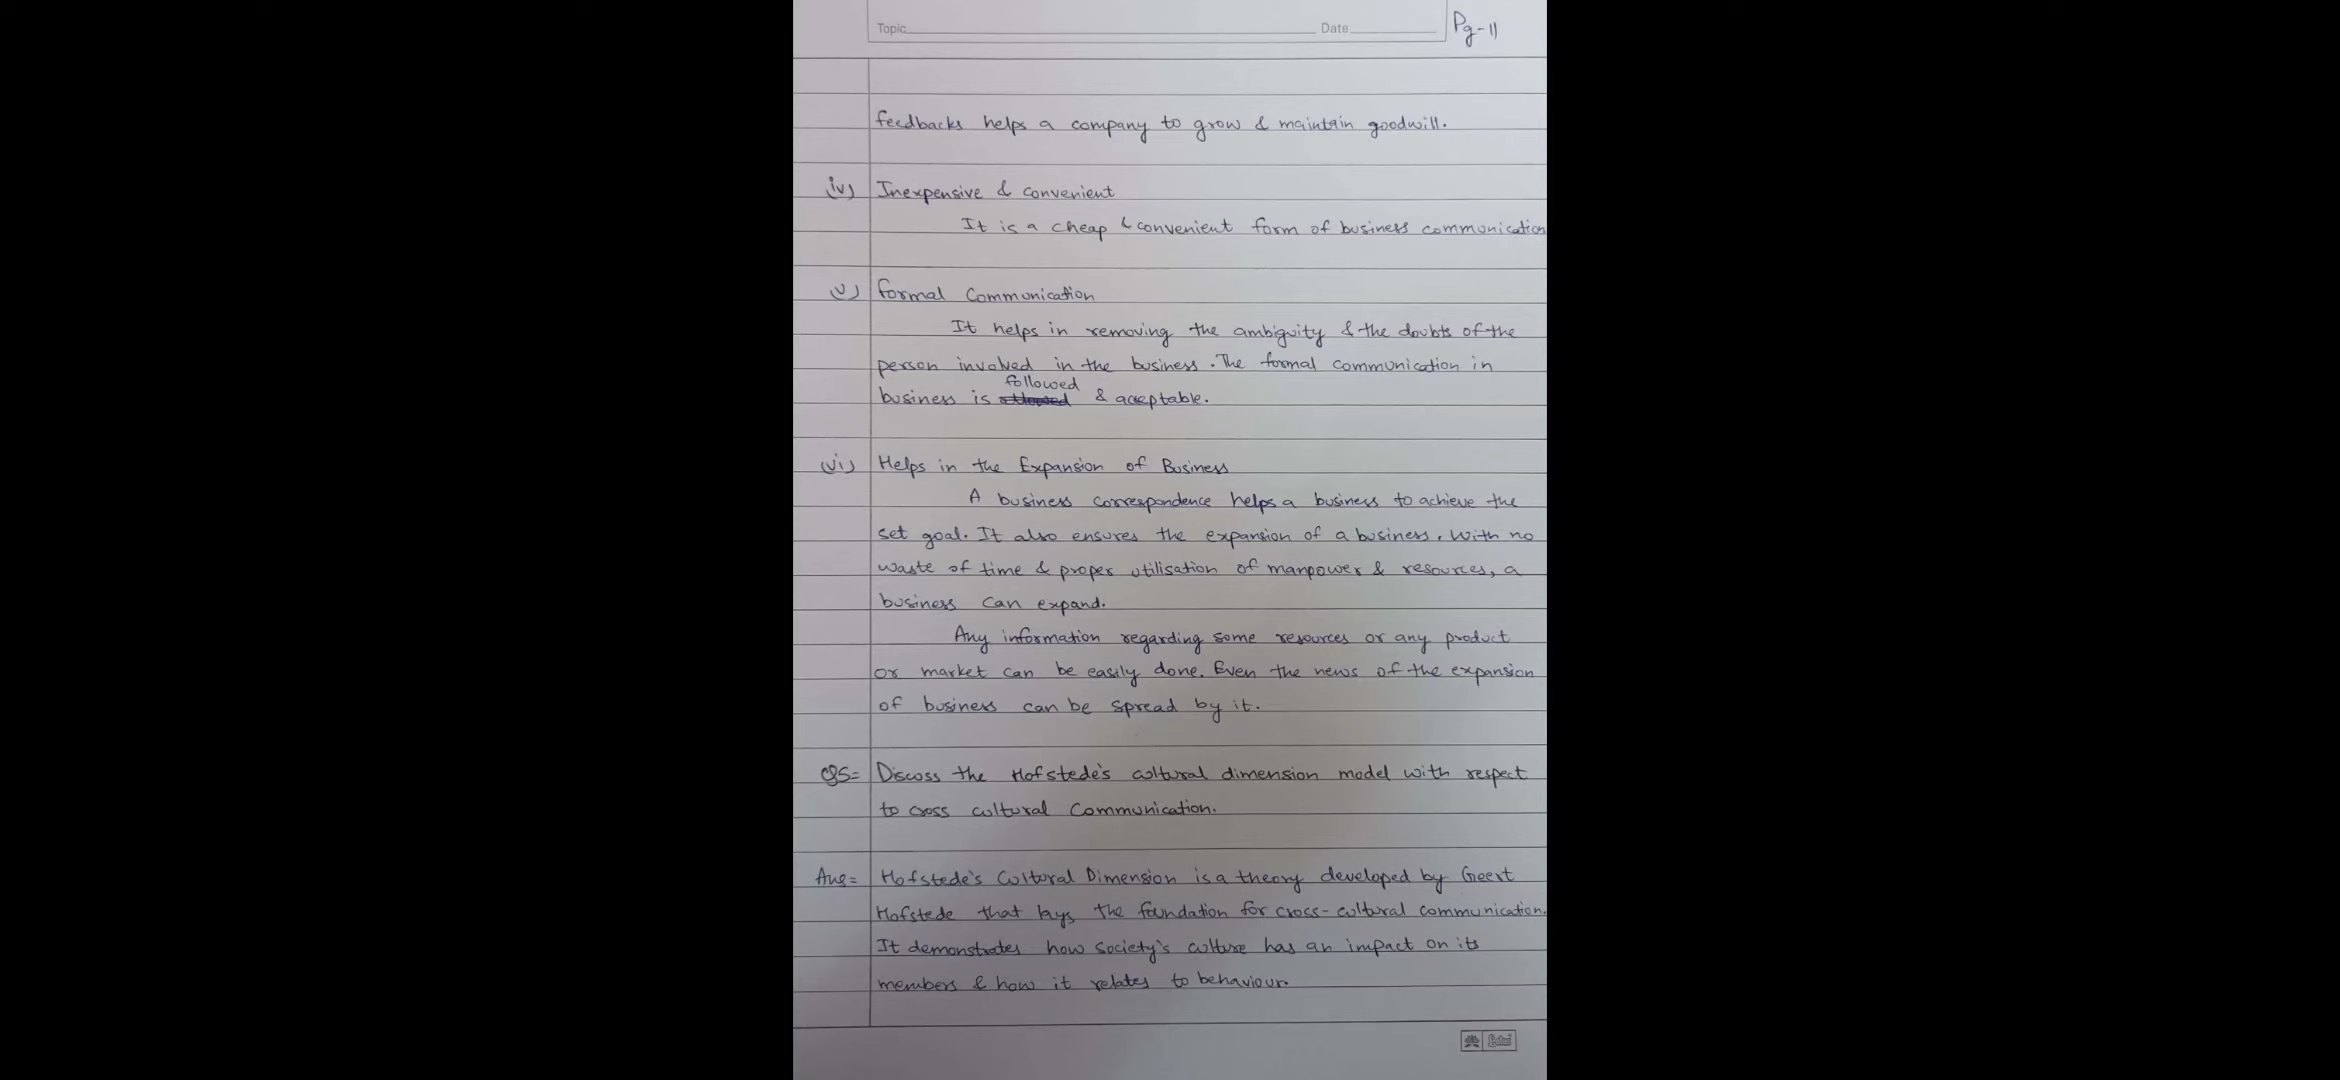 Topic Date Pg-11
feedbacks helps a company to grow & maintain goodwill.
(iv) Inexpensive & convenient
It is a cheap & convenient form of business communication
(v) Formal Communication
It helps in removing the ambiguity & the doubts of the
person involved in the business. The formal communication in
followed
business is & acceptable.
(vi) Helps in the Expansion of Business
A business correspondence helps a business to achieve the
set goal. It also ensures the expansion of a business. With no
waste of time & proper utilisation of manpower & resources, a
business can expand.
Any information regarding some resources or any product
or market can be easily done. Even the news of the expansion
of business can be spread by it.
Q5= Discuss the Hofstede's cultural dimension model with respect
to cross cultural Communication.
Ans= Hofstede's Cultural Dimension is a theory developed by Geert
Hofstede that lays the foundation for cross-cultural communication.
It demonstrates how society's culture has an impact on its
members & how it relates to behaviour.